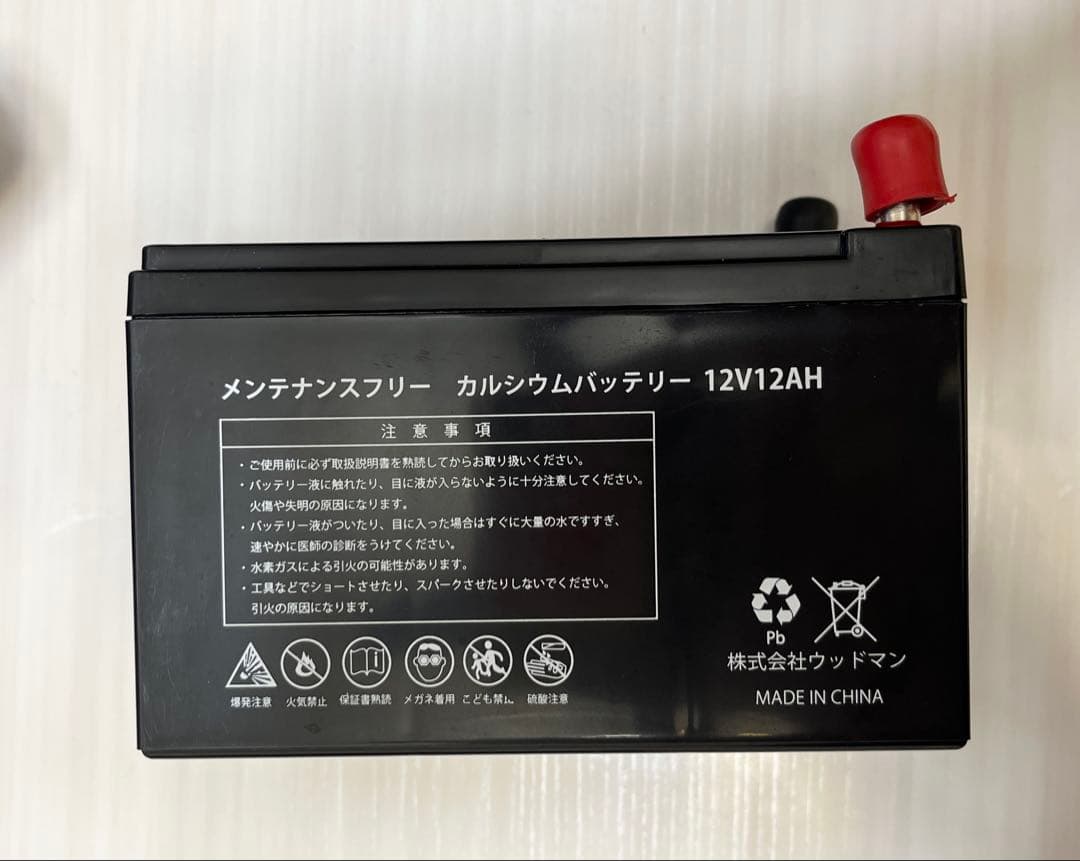 メンテナンスフリー　カルシウムバッテリー 12V12AH
注意事項
・ご使用前に必ず取扱説明書を熟読してからお取り扱いください。
・バッテリー液に触れたり、目に液が入らないように十分注意してください。
火傷や失明の原因になります。
・バッテリー液がついたり、目に入った場合はすぐに大量の水ですすぎ、
速やかに医師の診断をうけてください。
・水素ガスによる引火の可能性があります。
・工具などでショートさせたり、スパークさせたりしないでください。
引火の原因になります。
爆発注意 火気禁止 保証書熟読 メガネ着用 こども禁止 硫酸注意
Pb
株式会社ウッドマン
MADE IN CHINA